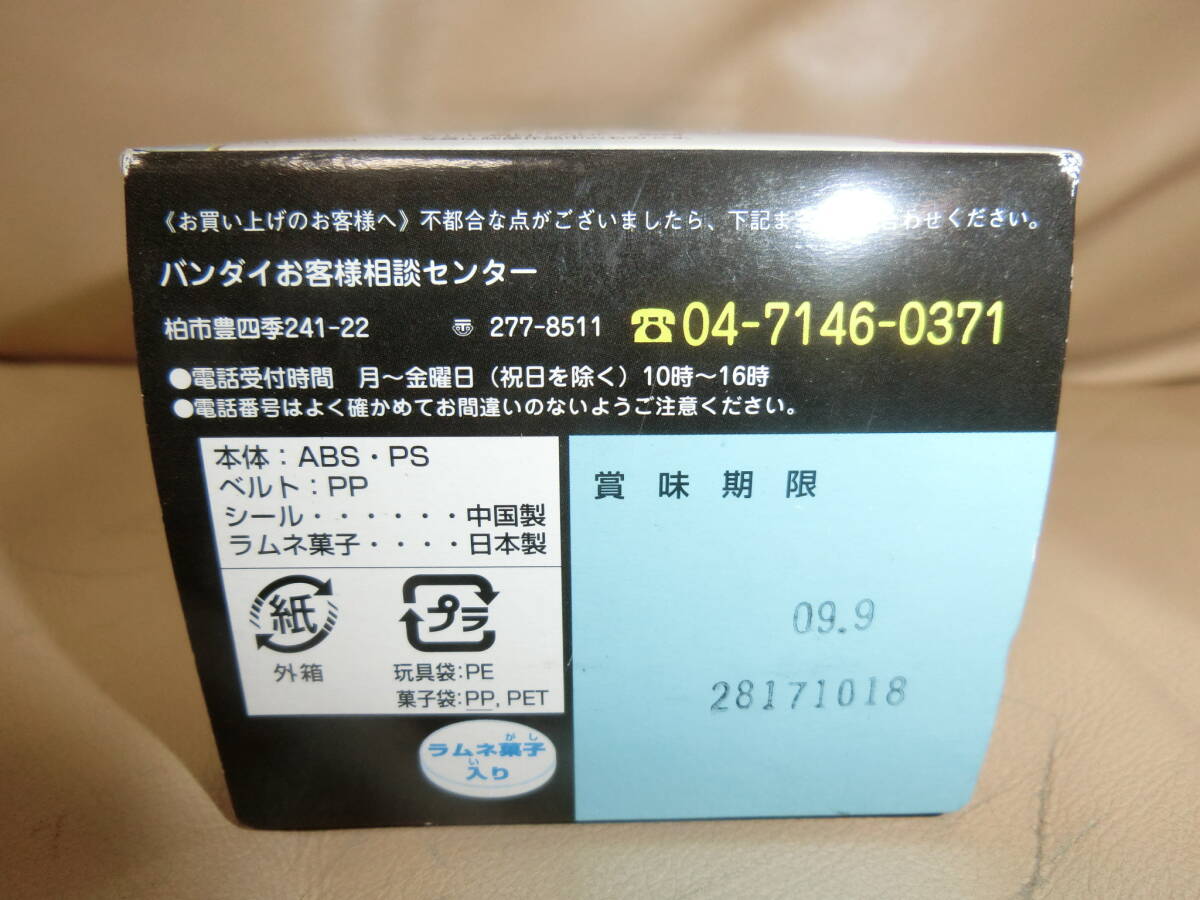 《お買い上げのお客様へ》不都合な点がございましたら、下記ま わせください。
バンダイお客様相談センター
柏市豊四季241-22 277-8511 ☎04-7146-0371
●電話受付時間 月～金曜日（祝日を除く）10時～16時
●電話番号はよく確かめてお間違いのないようご注意ください。
本体：ABS・PS
ベルト：PP
シール・・・・・・中国製
ラムネ菓子・・・・日本製
紙
外箱
プラ
玩具袋:PE
菓子袋:PP, PET
ラムネ菓子
がし
入り
い
賞味期限
09.9
28171018